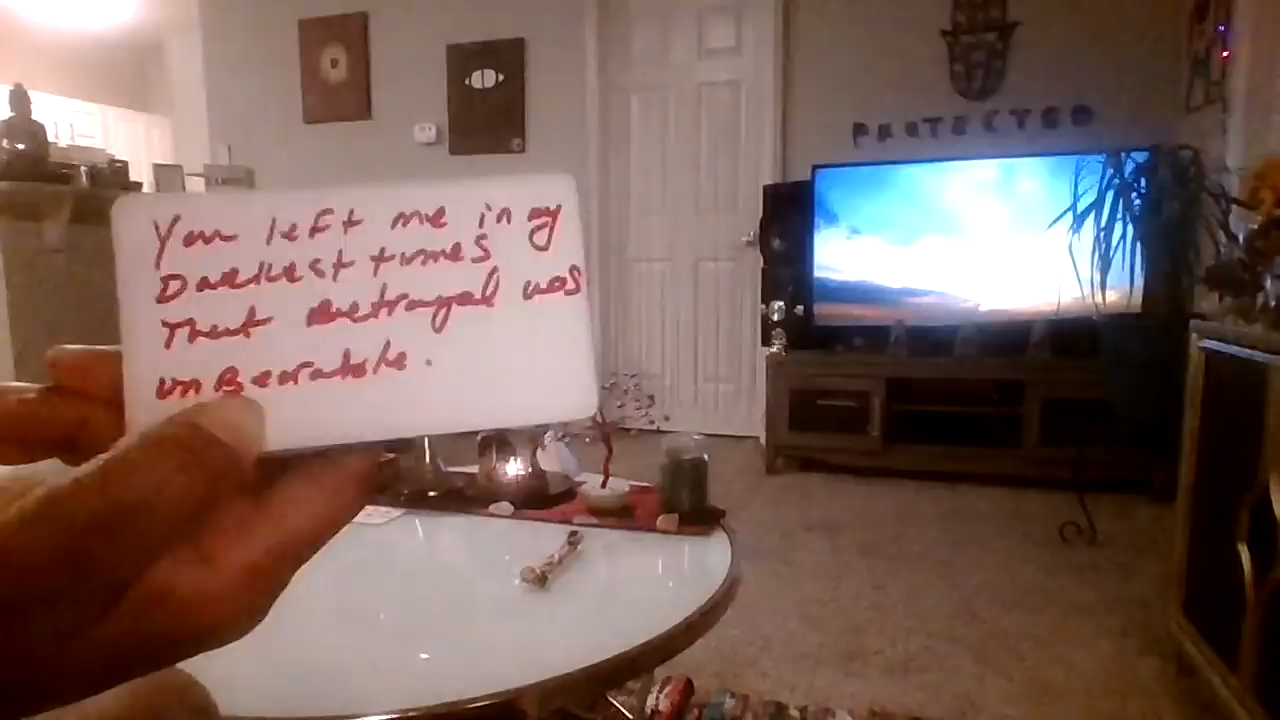 PROTECTED
You left me in my
Darkest times
That Betrayal was
unBearable.